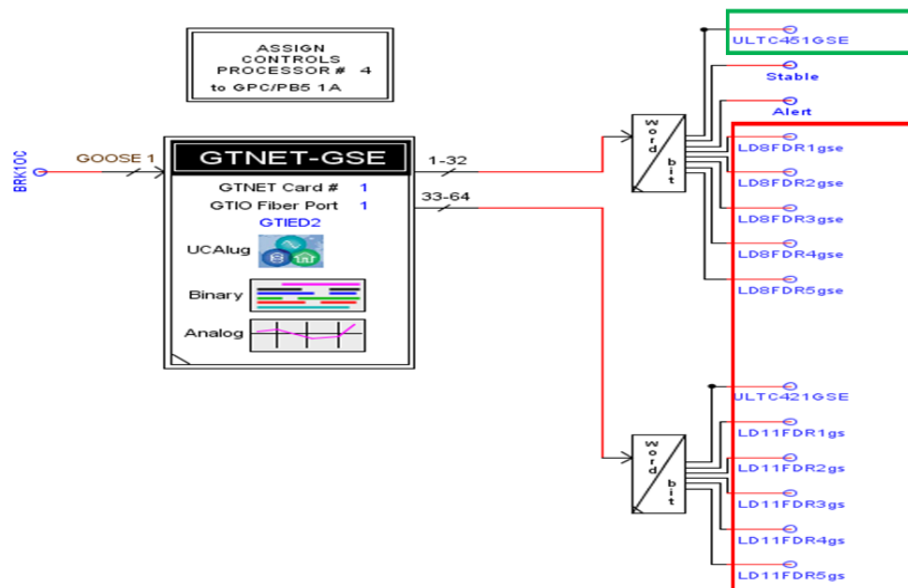 ASSIGN
CONTROLS
PROCESSOR # 4
to GPC/PB5 1A
BRK1OC
GOOSE 1
GTNET-GSE
GTNET Card # 1
GTIO Fiber Port 1
GTIED2
UCAlug
Binary
Analog
1-32
33-64
Word
bit
ULTC451GSE
Stable
Alert
LD8FDR1gse
LD8FDR2gse
LD8FDR3gse
LD8FDR4gse
LD8FDR5gse
Word
bit
ULTC421GSE
LD11FDR1gs
LD11FDR2gs
LD11FDR3gs
LD11FDR4gs
LD11FDR5gs